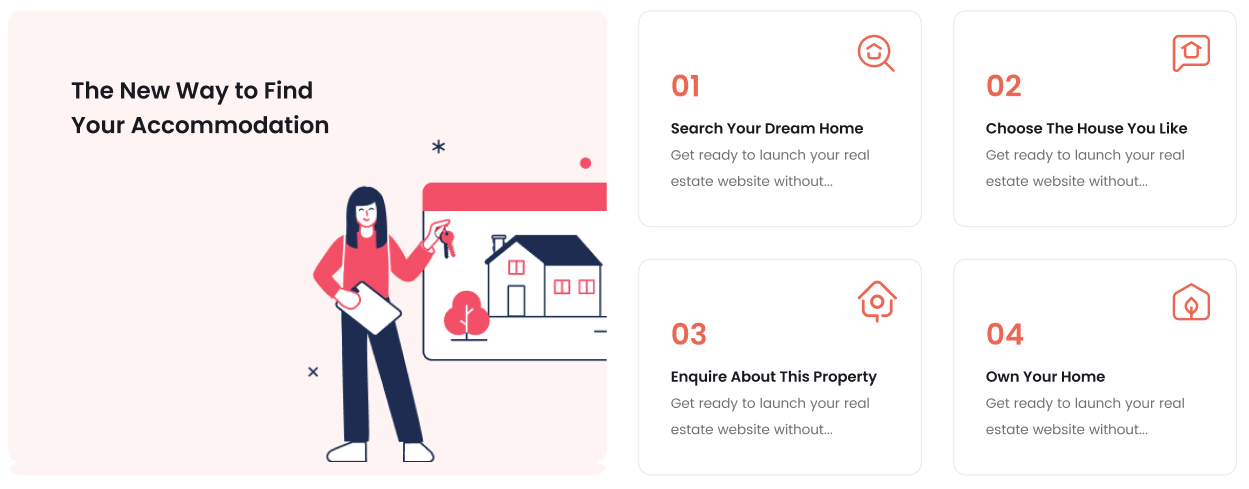 The New Way to Find
Your Accommodation
01
Search Your Dream Home
Get ready to launch your real
estate website without...
02
Choose The House You Like
Get ready to launch your real
estate website without...
03
Enquire About This Property
Get ready to launch your real
estate website without...
04
Own Your Home
Get ready to launch your real
estate website without...